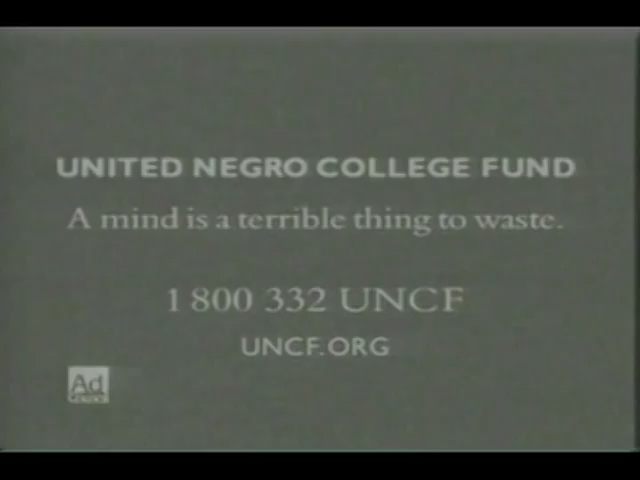 UNITED NEGRO COLLEGE FUND
A mind is a terrible thing to waste.
1 800 332 UNCF
UNCF.ORG
Ad